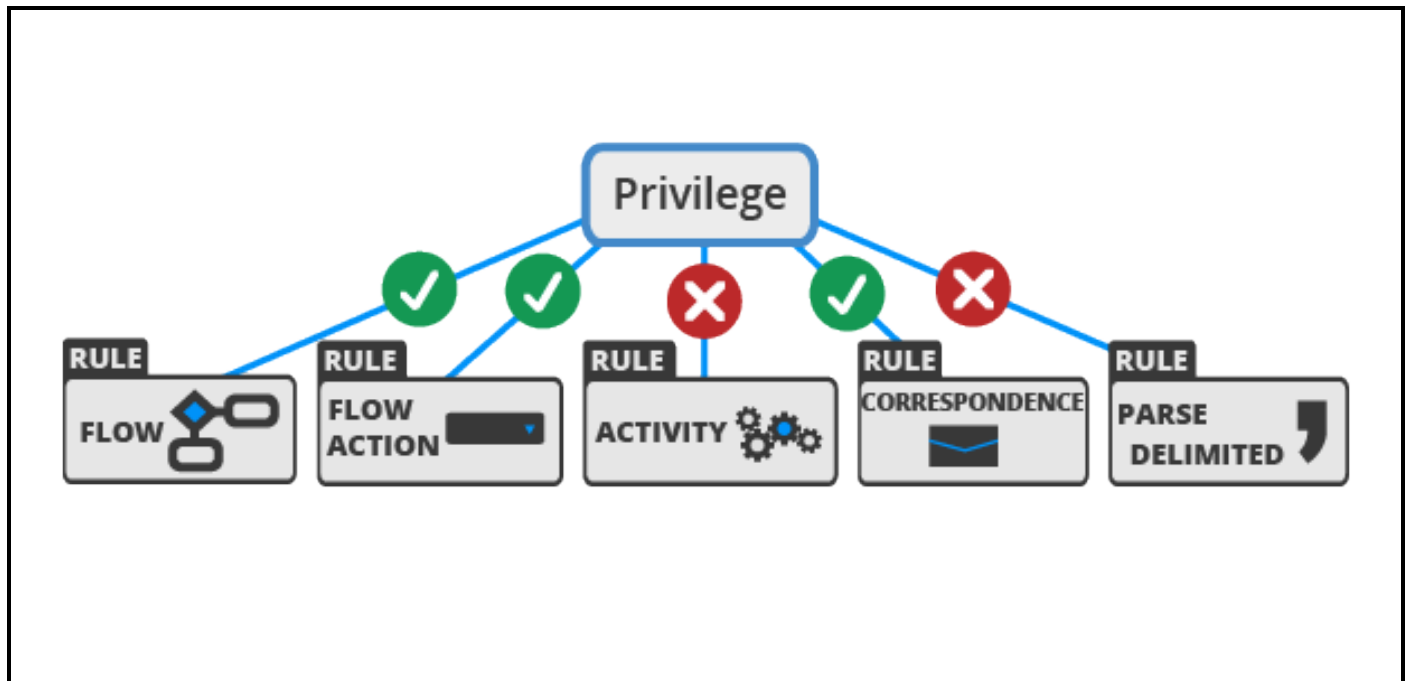 Privilege
RULE
FLOW
RULE
FLOW
ACTION
RULE
ACTIVITY
RULE
CORRESPONDENCE
RULE
PARSE
DELIMITED